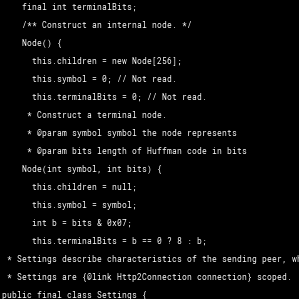 final int terminalBits;
/** Construct an internal node. */
Node() {
this.children = new Node[256];
this.symbol = 0; // Not read.
this.terminalBits = 0; // Not read.
* Construct a terminal node.
* @param symbol symbol the node represents
* @param bits length of Huffman code in bits
Node(int symbol, int bits) {
this.children = null;
this.symbol = symbol;
int b = bits & 0x07;
this.terminalBits = b == 0 ? 8 : b;
* Settings describe characteristics of the sending peer,
* Settings are {@link Http2Connection connection} scoped.
public final class Settings {